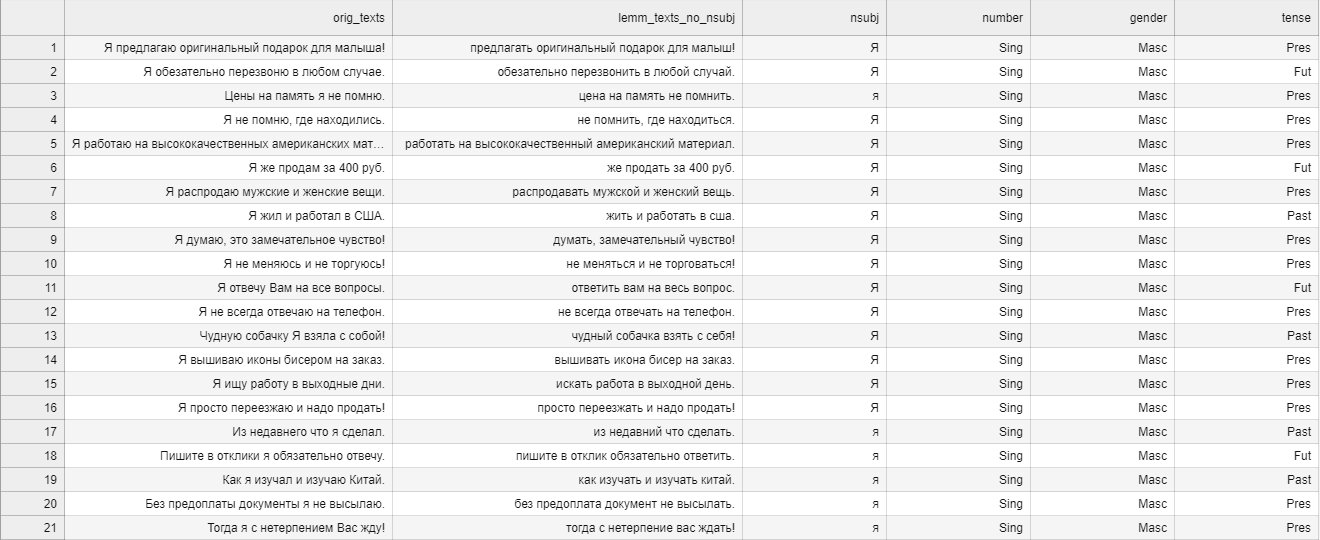 orig_texts lemm_texts_no_nsubj nsubj number gender tense
1 Я предлагаю оригинальный подарок для малыша! предлагать оригинальный подарок для малыш! Я Sing Masc Pres
2 Я обезательно перезвоню в любом случае. обезательно перезвонить в любой случай. Я Sing Masc Fut
3 Цены на память я не помню. цена на память не помнить. я Sing Masc Pres
4 Я не помню, где находились. не помнить, где находиться. Я Sing Masc Pres
5 Я работаю на высококачественных американских мат… работать на высококачественный американский материал. Я Sing Masc Pres
6 Я же продам за 400 руб. же продать за 400 руб. Я Sing Masc Fut
7 Я распродаю мужские и женские вещи. распродавать мужской и женский вещь. Я Sing Masc Pres
8 Я жил и работал в США. жить и работать в сша. Я Sing Masc Past
9 Я думаю, это замечательное чувство! думать, замечательный чувство! Я Sing Masc Pres
10 Я не меняюсь и не торгуюсь! не меняться и не торговаться! Я Sing Masc Pres
11 Я отвечу Вам на все вопросы. ответить вам на весь вопрос. Я Sing Masc Fut
12 Я не всегда отвечаю на телефон. не всегда отвечать на телефон. Я Sing Masc Pres
13 Чудную собачку Я взяла с собой! чудный собачка взять с себя! Я Sing Masc Past
14 Я вышиваю иконы бисером на заказ. вышивать икона бисер на заказ. Я Sing Masc Pres
15 Я ищу работу в выходные дни. искать работа в выходной день. Я Sing Masc Pres
16 Я просто переезжаю и надо продать! просто переезжать и надо продать! Я Sing Masc Pres
17 Из недавнего что я сделал. из недавний что сделать. я Sing Masc Past
18 Пишите в отклики я обязательно отвечу. пишите в отклик обязательно ответить. я Sing Masc Fut
19 Как я изучал и изучаю Китай. как изучать и изучать китай. я Sing Masc Past
20 Без предоплаты документы я не высылаю. без предоплата документ не высылать. я Sing Masc Pres
21 Тогда я с нетерпением Вас жду! тогда с нетерпение вас ждать! я Sing Masc Pres